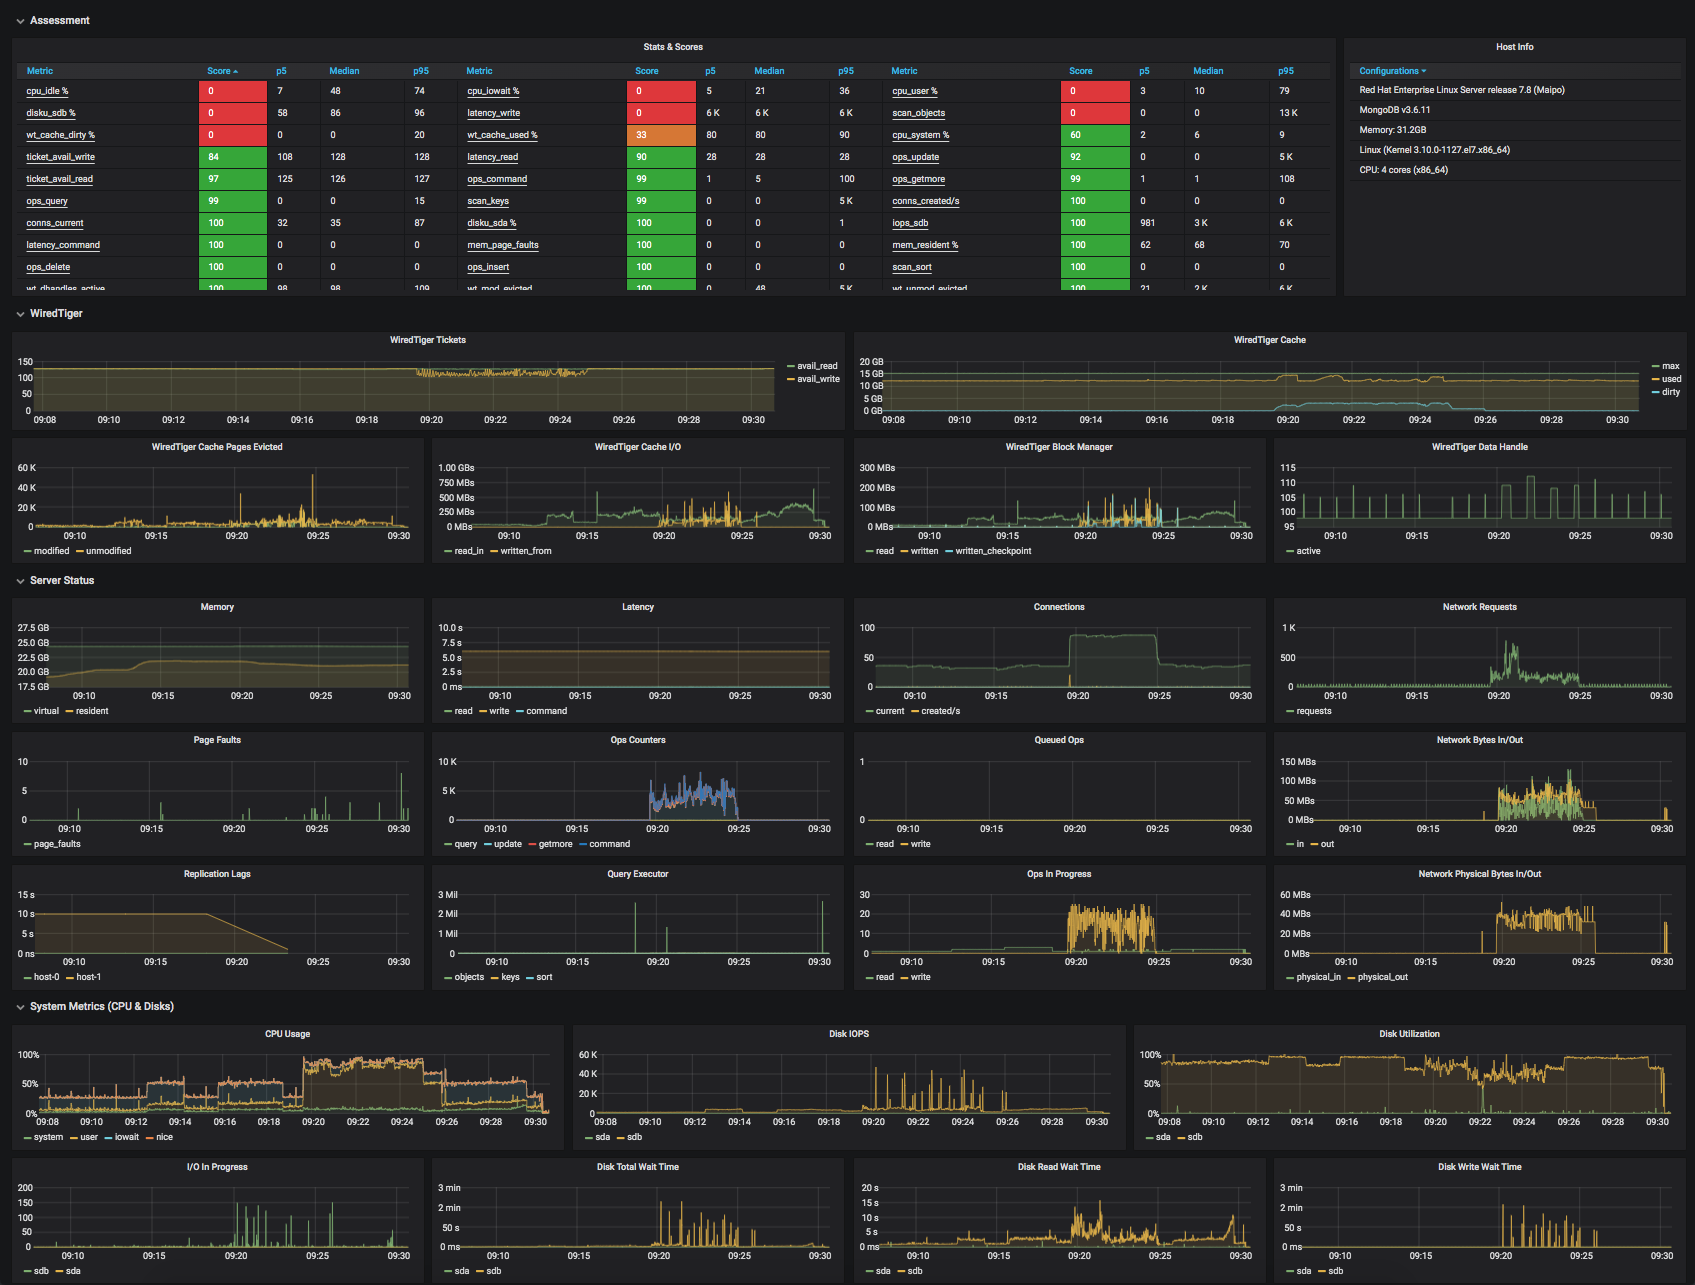 Assessment
Stats & Scores
Metric Score p5 Median p95 Metric Score p5 Median p95 Metric Score p5 Median p95
cpu_idle % 0 7 48 74 cpu_iowait % 0 5 21 36 cpu_user % 0 3 10 79
disku_sdb % 0 58 86 96 latency_write 0 6 K 6 K 6 K scan_objects 0 0 0 13 K
wt_cache_dirty % 0 0 0 20 wt_cache_used % 33 80 80 90 cpu_system % 60 2 6 9
ticket_avail_write 84 108 128 128 latency_read 90 28 28 28 ops_update 92 0 0 5 K
ticket_avail_read 97 125 126 127 ops_command 99 1 5 100 ops_getmore 99 1 1 108
ops_query 99 0 0 15 scan_keys 99 0 0 5 K conns_created/s 100 0 0 0
conns_current 100 32 35 87 disku_sda % 100 0 0 1 iops_sdb 100 981 3 K 6 K
latency_command 100 0 0 0 mem_page_faults 100 0 0 0 mem_resident % 100 62 68 70
ops_delete 100 0 0 0 ops_insert 100 0 0 0 scan_sort 100 0 0 0
wt_dhandles_active 100 98 98 109 wt_mod_evicted 100 0 48 5 K wt_unmod_evicted 100 21 2 K 6 K
Host Info
Configurations
Red Hat Enterprise Linux Server release 7.8 (Maipo)
MongoDB v3.6.11
Memory: 31.2GB
Linux (Kernel 3.10.0-1127.el7.x86_64)
CPU: 4 cores (x86_64)
WiredTiger
WiredTiger Tickets
150
100
50
0
09:08 09:10 09:12 09:14 09:16 09:18 09:20 09:22 09:24 09:26 09:28 09:30
avail_read
avail_write
WiredTiger Cache
20 GB
15 GB
10 GB
5 GB
0 GB
09:08 09:10 09:12 09:14 09:16 09:18 09:20 09:22 09:24 09:26 09:28 09:30
max
used
dirty
WiredTiger Cache Pages Evicted
60 K
40 K
20 K
0
09:10 09:15 09:20 09:25 09:30
modified unmodified
WiredTiger Cache I/O
1.00 GBs
750 MBs
500 MBs
250 MBs
0 MBs
09:10 09:15 09:20 09:25 09:30
read_in written_from
WiredTiger Block Manager
300 MBs
200 MBs
100 MBs
0 MBs
09:10 09:15 09:20 09:25 09:30
read written written_checkpoint
WiredTiger Data Handle
115
110
105
100
95
09:10 09:15 09:20 09:25 09:30
active
Server Status
Memory
27.5 GB
25.0 GB
22.5 GB
20.0 GB
17.5 GB
09:10 09:15 09:20 09:25 09:30
virtual resident
Latency
10.0 s
7.5 s
5.0 s
2.5 s
0 ms
09:10 09:15 09:20 09:25 09:30
read write command
Connections
100
50
0
09:10 09:15 09:20 09:25 09:30
current created/s
Network Requests
1 K
500
0
09:10 09:15 09:20 09:25 09:30
requests
Page Faults
10
5
0
09:10 09:15 09:20 09:25 09:30
page_faults
Ops Counters
10 K
5 K
0
09:10 09:15 09:20 09:25 09:30
query update getmore command
Queued Ops
1
0
09:10 09:15 09:20 09:25 09:30
read write
Network Bytes In/Out
150 MBs
100 MBs
50 MBs
0 MBs
09:10 09:15 09:20 09:25 09:30
in out
Replication Lags
15 s
10 s
5 s
0 ns
09:10 09:15 09:20 09:25 09:30
host-0 host-1
Query Executor
3 Mil
2 Mil
1 Mil
0
09:10 09:15 09:20 09:25 09:30
objects keys sort
Ops In Progress
30
20
10
0
09:10 09:15 09:20 09:25 09:30
read write
Network Physical Bytes In/Out
60 MBs
40 MBs
20 MBs
0 MBs
09:10 09:15 09:20 09:25 09:30
physical_in physical_out
System Metrics (CPU & Disks)
CPU Usage
100%
50%
0%
09:08 09:10 09:12 09:14 09:16 09:18 09:20 09:22 09:24 09:26 09:28 09:30
system user iowait nice
Disk IOPS
60 K
40 K
20 K
0
09:08 09:10 09:12 09:14 09:16 09:18 09:20 09:22 09:24 09:26 09:28 09:30
sda sdb
Disk Utilization
100%
50%
0%
09:08 09:10 09:12 09:14 09:16 09:18 09:20 09:22 09:24 09:26 09:28 09:30
sda sdb
I/O In Progress
200
150
100
50
0
09:10 09:15 09:20 09:25 09:30
sdb sda
Disk Total Wait Time
3 min
2 min
50 s
0 ms
09:10 09:15 09:20 09:25 09:30
sda sdb
Disk Read Wait Time
20 s
15 s
10 s
5 s
0 ms
09:10 09:15 09:20 09:25 09:30
sda sdb
Disk Write Wait Time
3 min
2 min
50 s
0 ms
09:10 09:15 09:20 09:25 09:30
sda sdb